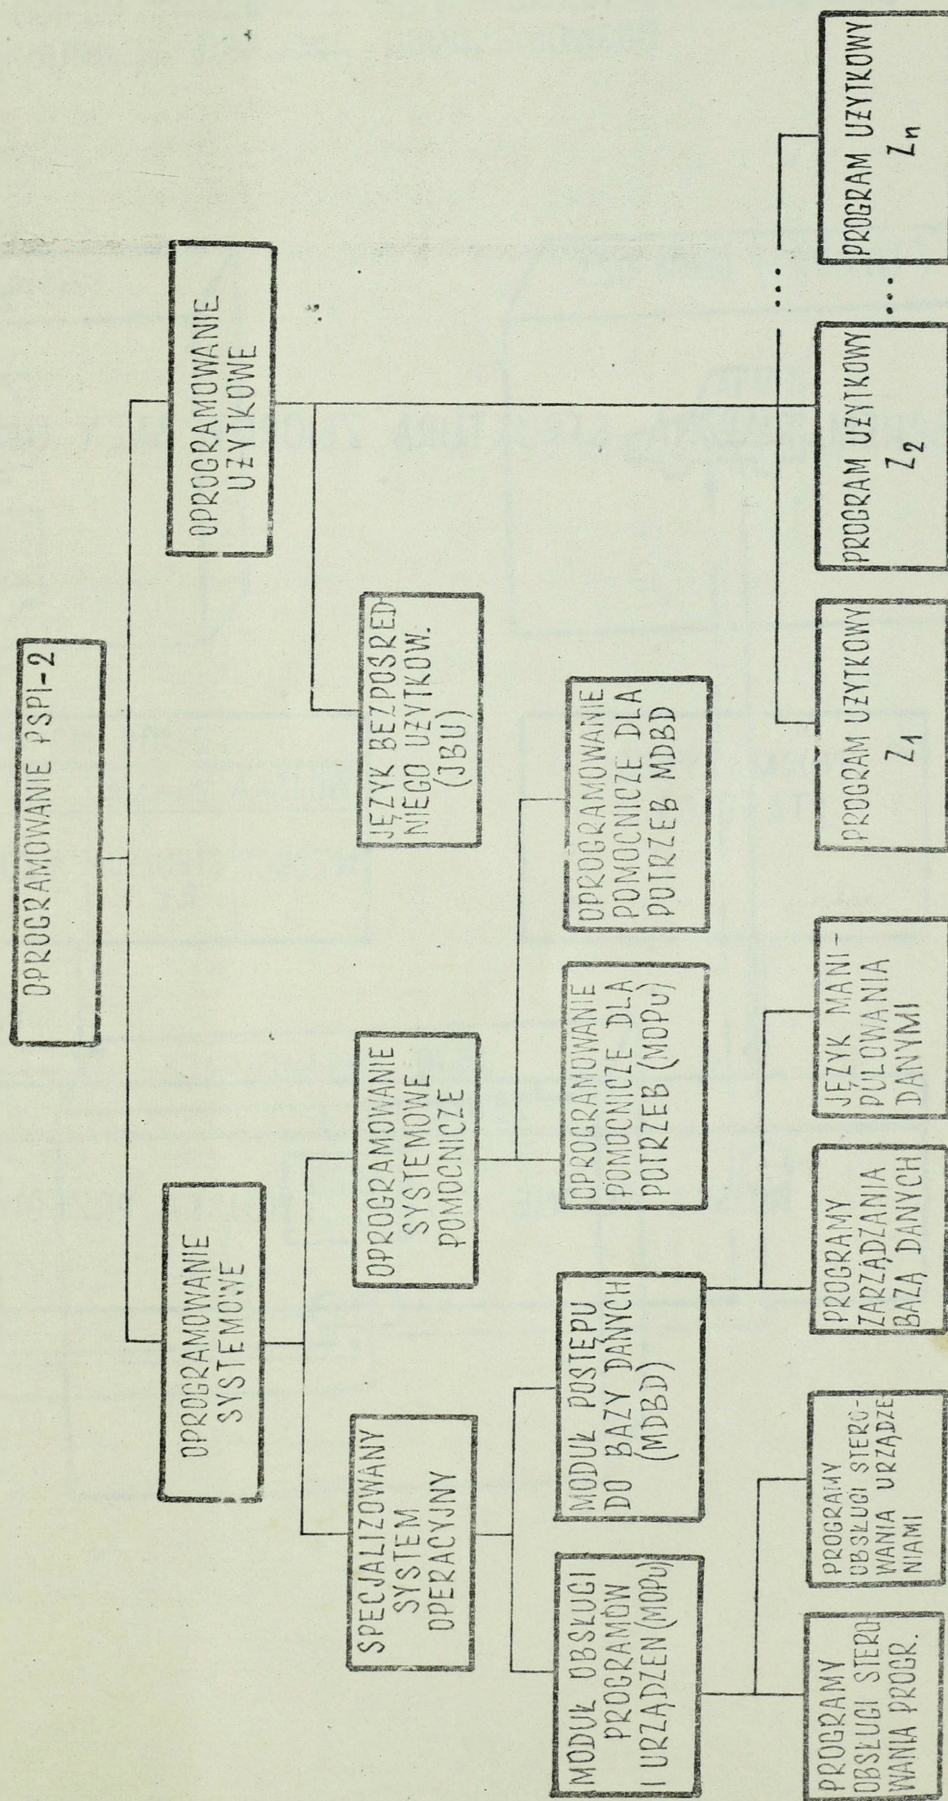 OPROGRAMOWANIE PSPI-2
OPROGRAMOWANIE
SYSTEMOWE
OPROGRAMOWANIE
UŻYTKOWE
SPECJALIZOWANY
SYSTEM
OPERACYJNY
OPROGRAMOWANIE
SYSTEMOWE
POMOCNICZE
JĘZYK BEZPOŚRED
NIEGO UŻYTKOW.
(JBU)
MODUŁ OBSŁUGI
PROGRAMÓW
I URZĄDZEŃ (MOPU)
MODUŁ POSTĘPU
DO BAZY DANYCH
(MDBD)
OPROGRAMOWANIE
POMOCNICZE DLA
POTRZEB (MOPU)
OPROGRAMOWANIE
POMOCNICZE DLA
POTRZEB MDBD
PROGRAMY
OBSŁUGI STERO
WANIA PROGR.
PROGRAMY
OBSŁUGI STERO-
WANIA URZĄDZE
NIAMI
PROGRAMY
ZARZĄDZANIA
BAZĄ DANYCH
JĘZYK MANI-
PULOWANIA
DANYMI
PROGRAM UŻYTKOWY
Z1
PROGRAM UŻYTKOWY
Z2
...
...
PROGRAM UŻYTKOWY
Zn